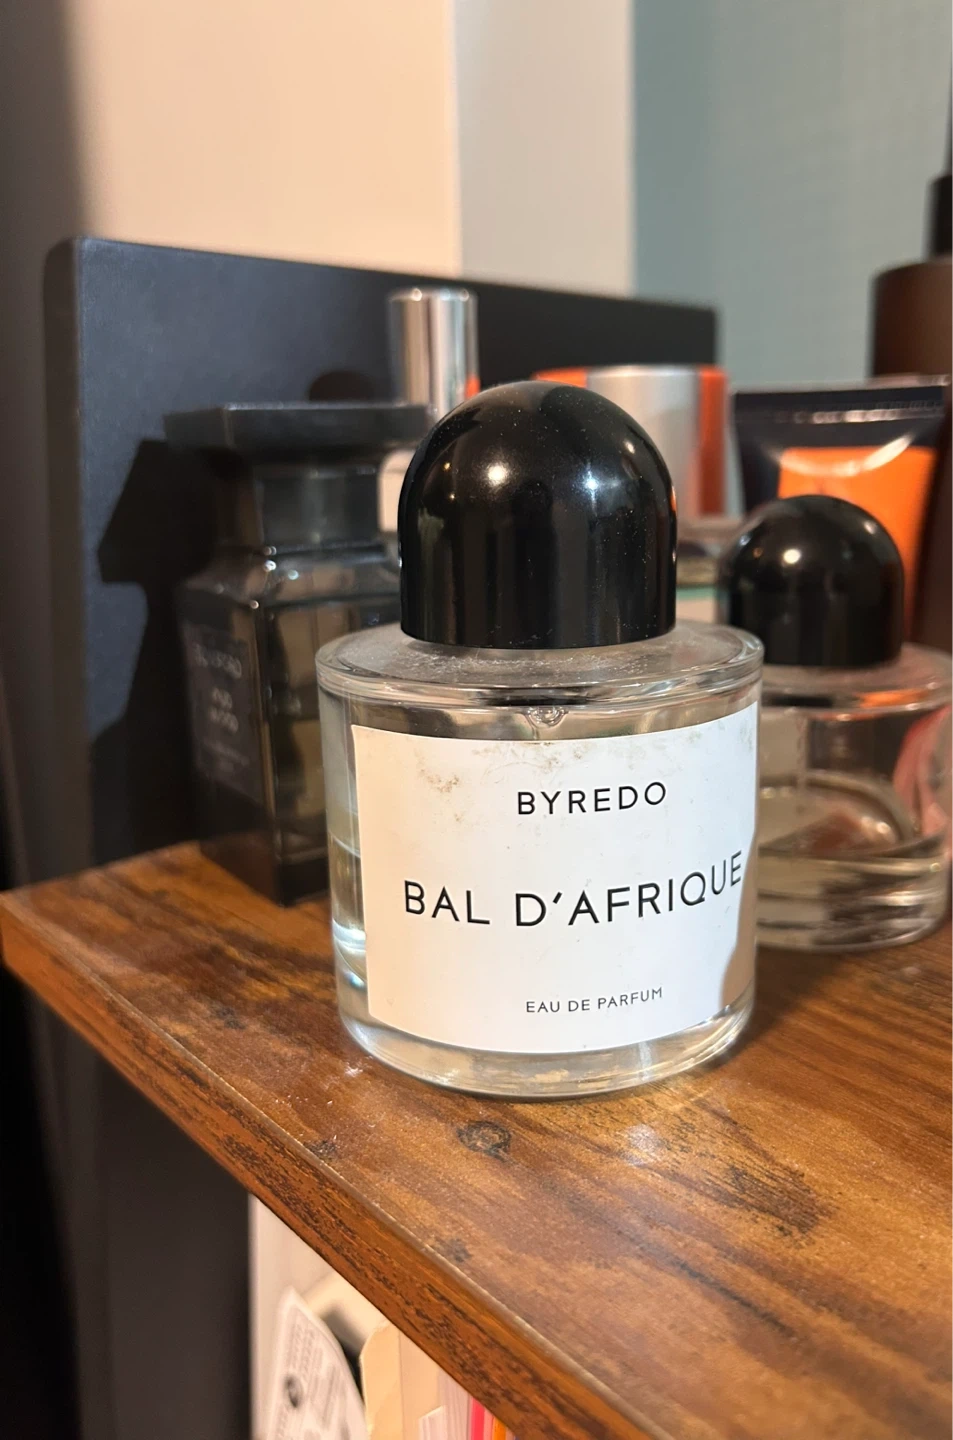 BYREDO
BAL D'AFRIQUE
EAU DE PARFUM